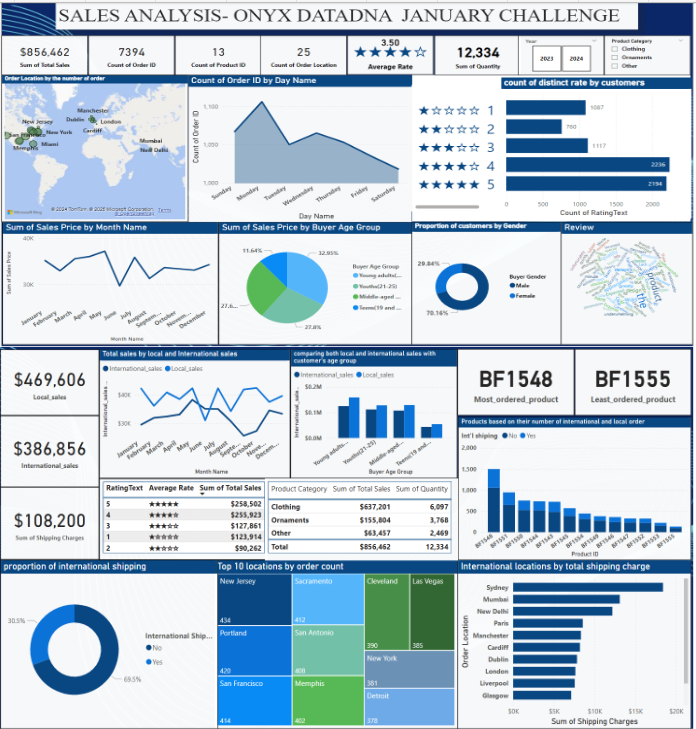 SALES ANALYSIS- ONYX DATADNA JANUARY CHALLENGE
$856,462
Sum of Total Sales
7394
Count of Order ID
13
Count of Product ID
25
Count of Order Location
3.50
Average Rate
12,334
Sum of Quantity
Year
2023
2024
Product Category
Clothing
Ornaments
Other
Order Location by the number of order
Manchester
Dublin
London
Cardiff
New Jersey
San Francisco
New York
Memphis
Miami
Mumbai
New Delhi
Microsoft Bing
© 2024 TomTom, © 2025 Microsoft Corporation Terms
Count of Order ID by Day Name
Count of Order ID
1,100
1,050
1,000
Sunday
Monday
Tuesday
Wednesday
Thursday
Friday
Saturday
Day Name
count of distinct rate by customers
1
2
3
4
5
1087
760
1117
2236
2194
0
500
1000
1500
2000
Count of RatingText
Sum of Sales Price by Month Name
Sum of Sales Price
40K
30K
January
February
March
April
May
June
July
August
Septem...
October
Novem...
December
Month Name
Sum of Sales Price by Buyer Age Group
11.64%
32.95%
27.6...
27.8%
Buyer Age Group
Young adults(...
Youths(21-25)
Middle-aged ...
Teens(19 and ...
Proportion of customers by Gender
29.84%
70.16%
Buyer Gender
Male
Female
Review
product
the
$469,606
Local_sales
$386,856
International_sales
$108,200
Sum of Shipping Charges
Total sales by local and International sales
International_sales
Local_sales
International_sales...
$40K
$30K
January
February
March
April
May
June
July
August
Septe...
October
Nove...
Decem...
Month Name
comparing both local and international sales with
customer's age group
International_sales
Local_sales
International_sales ...
$0.2M
$0.1M
$0.0M
Young adults...
Youths(21-25)
Middle-aged ...
Teens(19 and ...
Buyer Age Group
BF1548
Most_ordered_product
BF1555
Least_ordered_product
Products based on their number of international and local order
Int'l shiping
No
Yes
2,000
1,500
1,000
500
0
BF1548
BF1551
BF1550
BF1544
BF1543
BF1545
BF1554
BF1549
BF1546
BF1547
BF1552
BF1553
BF1555
Product ID
RatingText Average Rate Sum of Total Sales
5 ★★★★★ $258,502
4 ★★★★☆ $255,923
3 ★★★☆☆ $127,861
1 ★☆☆☆☆ $123,914
2 ★★☆☆☆ $90,262
Product Category Sum of Total Sales Sum of Quantity
Clothing $637,201 6,097
Ornaments $155,804 3,768
Other $63,457 2,469
Total $856,462 12,334
proportion of international shipping
30.5%
69.5%
International Ship...
No
Yes
Top 10 locations by order count
New Jersey
434
Portland
420
San Francisco
414
Sacramento
412
San Antonio
408
Memphis
402
Cleveland
390
Las Vegas
385
New York
381
Detroit
378
International locations by total shipping charge
Order Location
Sydney
Mumbai
New Delhi
Paris
Manchester
Cardiff
Dublin
London
Liverpool
Glasgow
$0K
$5K
$10K
$15K
$20K
Sum of Shipping Charges